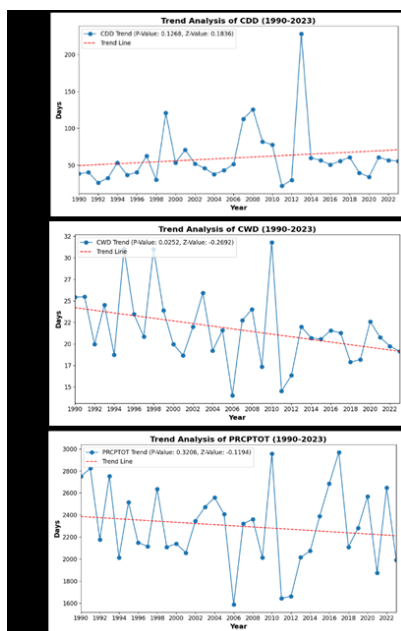 Trend Analysis of CDD (1990-2023)
CDD Trend (P-Value: 0.1268, Z-Value: 0.1836)
Trend Line
Days
200
150
100
50
1990 1992 1994 1996 1998 2000 2002 2004 2006 2008 2010 2012 2014 2016 2018 2020 2022
Year
Trend Analysis of CWD (1990-2023)
CWD Trend (P-Value: 0.0252, Z-Value: -0.2692)
Trend Line
Days
32
30
27
25
22
20
17
15
1990 1992 1994 1996 1998 2000 2002 2004 2006 2008 2010 2012 2014 2016 2018 2020 2022
Year
Trend Analysis of PRCPTOT (1990-2023)
PRCPTOT Trend (P-Value: 0.3206, Z-Value: -0.1194)
Trend Line
Days
3000
2800
2600
2400
2200
2000
1800
1600
1990 1992 1994 1996 1998 2000 2002 2004 2006 2008 2010 2012 2014 2016 2018 2020 2022
Year